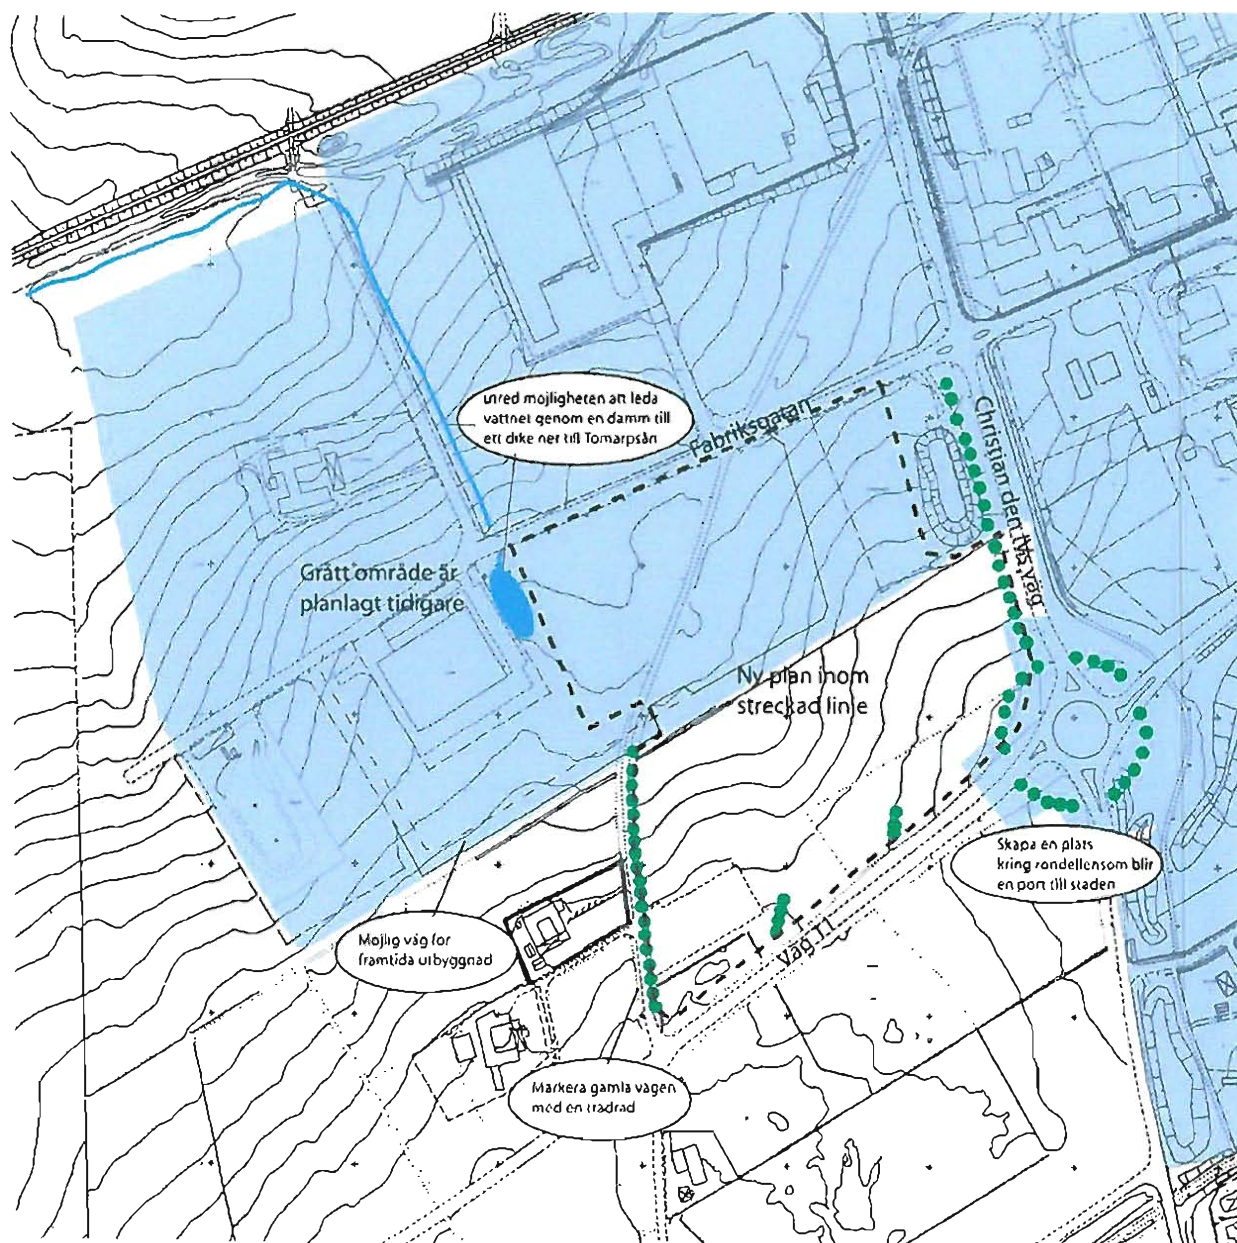 Utred möjligheten att leda
vattnet genom en damm till
ett dike ner till Tomarpsån
Fabriksgatan
Christian den IV:s väg
Grått område är
planlagt tidigare
Ny plan inom
streckad linie
Skapa en plats
kring rondellensom blir
en port till staden
Möjlig väg för
framtida utbyggnad
Väg 11
Markera gamla vägen
med en trädrad